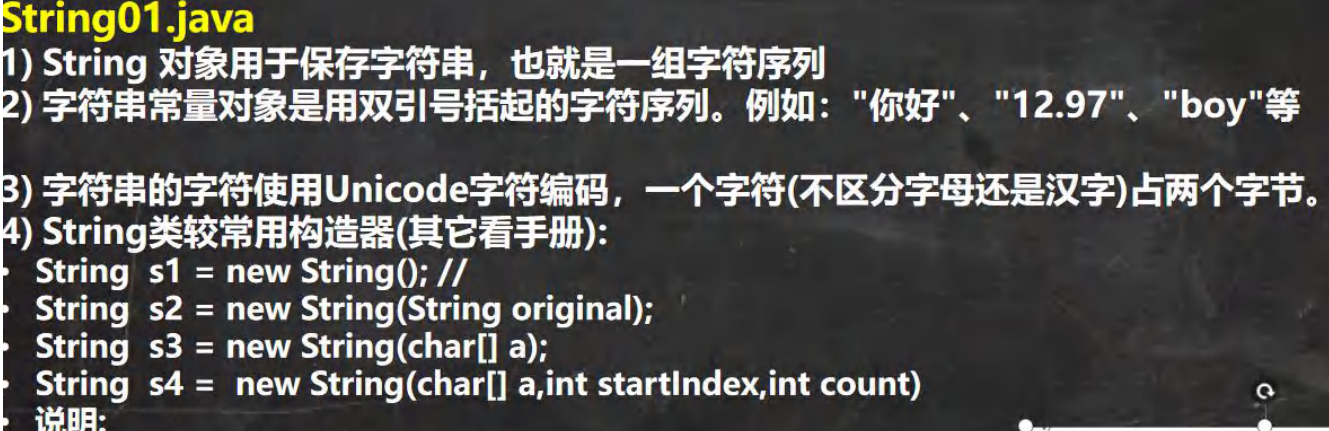 String01.java
1) String 对象用于保存字符串，也就是一组字符序列
2) 字符串常量对象是用双引号括起的字符序列。例如："你好"、"12.97"、"boy"等
3) 字符串的字符使用Unicode字符编码，一个字符(不区分字母还是汉字)占两个字节。
4) String类较常用构造器(其它看手册):
• String s1 = new String(); //
• String s2 = new String(String original);
• String s3 = new String(char[] a);
• String s4 = new String(char[] a,int startIndex,int count)
• 说明: